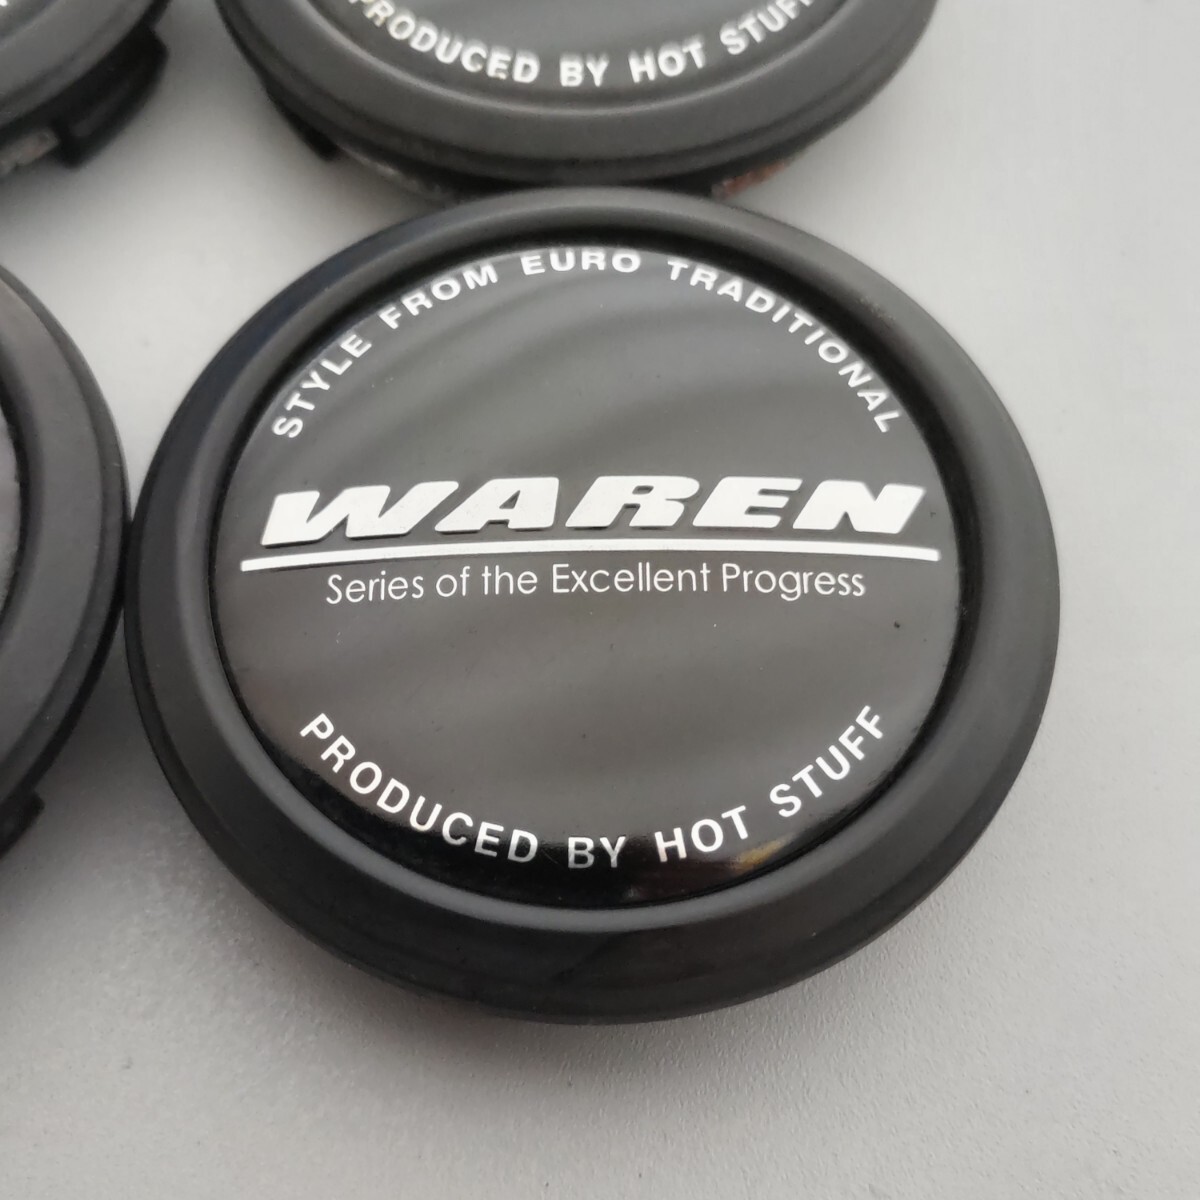 PRODUCED BY HOT STUFF
STYLE FROM EURO TRADITIONAL
WAREN
Series of the Excellent Progress
PRODUCED BY HOT STUFF